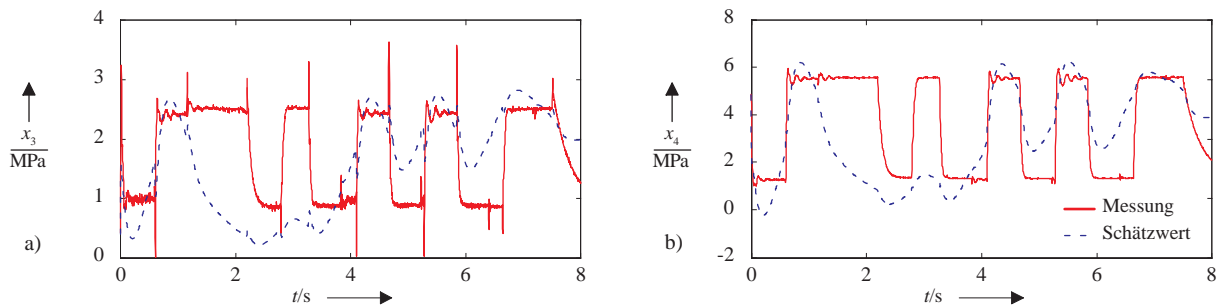 4
3
2
1
0
x₃
MPa
a)
0 2 4 6 8
t/s
8
6
4
2
0
-2
x₄
MPa
b)
Messung
Schätzwert
0 2 4 6 8
t/s